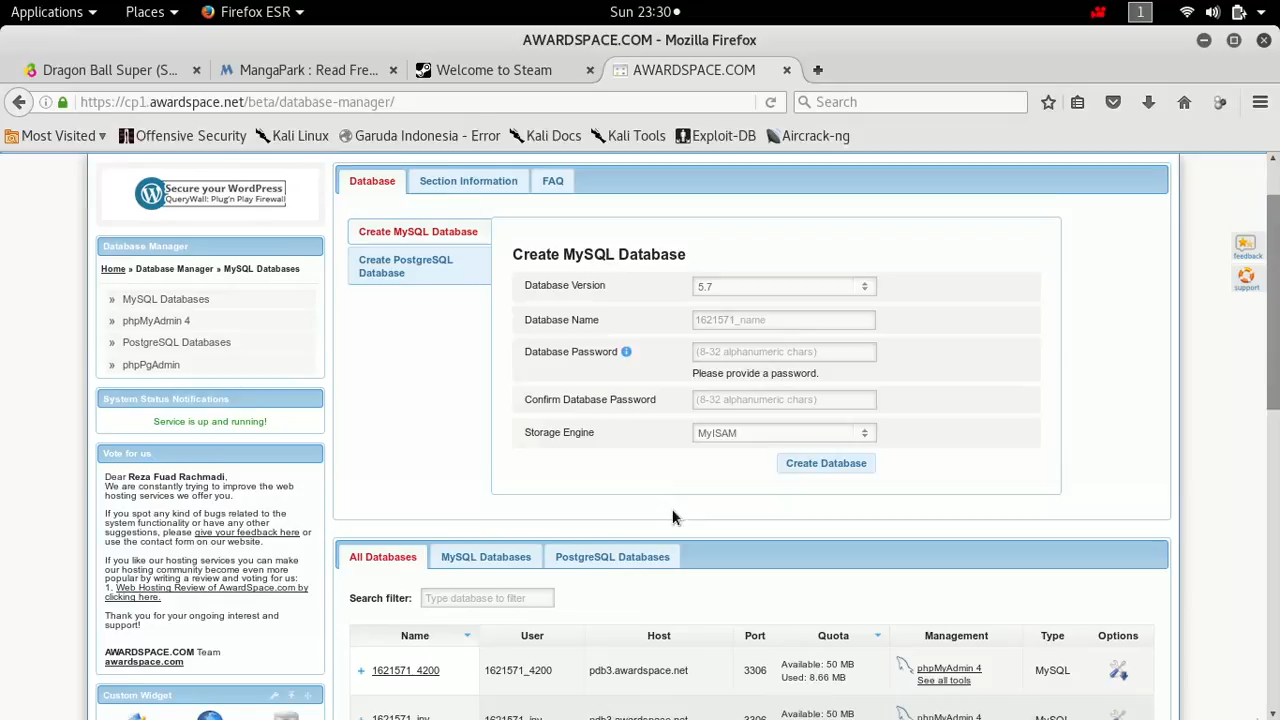 Applications Places Firefox ESR Sun 23:30 1
AWARDSPACE.COM - Mozilla Firefox
Dragon Ball Super (S... MangaPark : Read Fre... Welcome to Steam AWARDSPACE.COM
https://cp1.awardspace.net/beta/database-manager/ Search
Most Visited Offensive Security Kali Linux Garuda Indonesia - Error Kali Docs Kali Tools Exploit-DB Aircrack-ng
Secure your WordPress
QueryWall: Plug'n Play Firewall
Database Manager
Home » Database Manager » MySQL Databases
» MySQL Databases
» phpMyAdmin 4
» PostgreSQL Databases
» phpPgAdmin
System Status Notifications
Service is up and running!
Vote for us
Dear Reza Fuad Rachmadi,
We are constantly trying to improve the web
hosting services we offer you.
If you spot any kind of bugs related to the
system functionality or have any other
suggestions, please give your feedback here or
use the contact form on our website.
If you like our hosting services you can make
our hosting community become even more
popular by writing a review and voting for us:
1. Web Hosting Review of AwardSpace.com by
clicking here.
Thank you for your ongoing interest and
support!
AWARDSPACE.COM Team
awardspace.com
Custom Widget
Database Section Information FAQ
Create MySQL Database
Create PostgreSQL
Database
Create MySQL Database
Database Version 5.7
Database Name 1621571_name
Database Password (8-32 alphanumeric chars)
Please provide a password.
Confirm Database Password (8-32 alphanumeric chars)
Storage Engine MyISAM
Create Database
All Databases MySQL Databases PostgreSQL Databases
Search filter: Type database to filter
Name User Host Port Quota Management Type Options
1621571_4200 1621571_4200 pdb3.awardspace.net 3306 Available: 50 MB phpMyAdmin 4 MySQL
Used: 8.66 MB See all tools
1621571_inv 1621571_inv pdb3.awardspace.net 3306 Available: 50 MB phpMyAdmin 4 MySQL
feedback
support